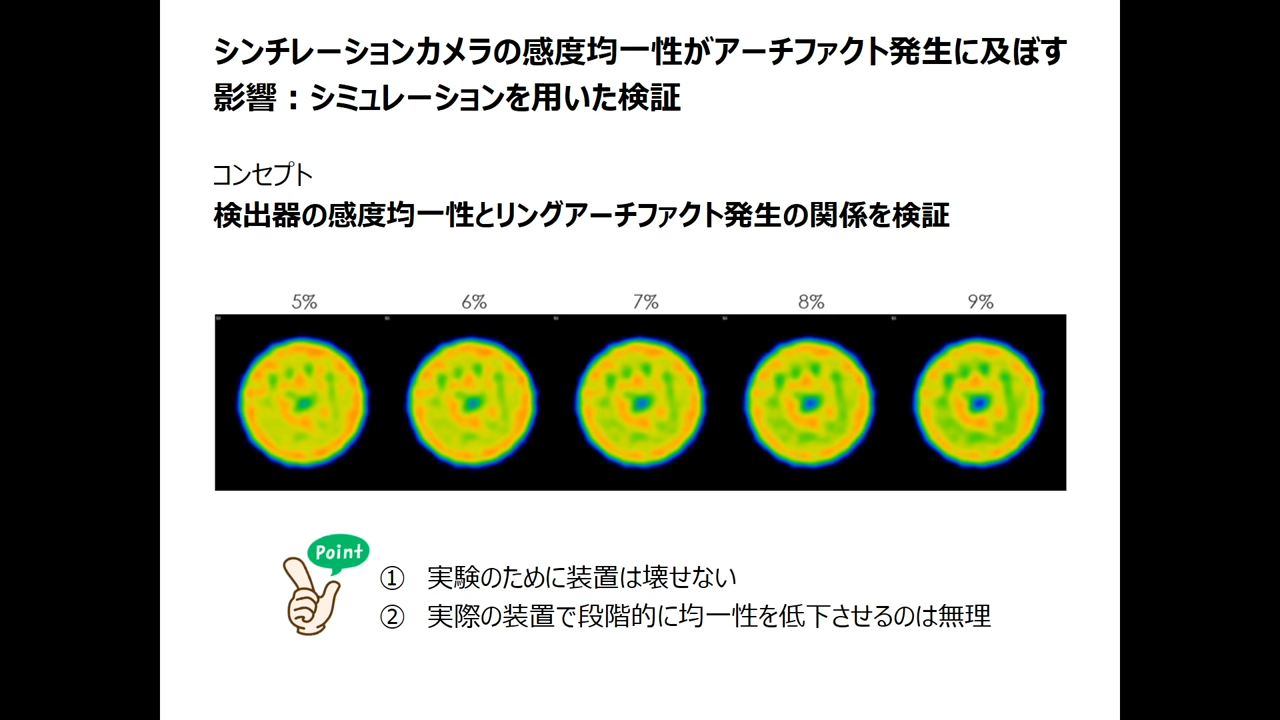 シンチレーションカメラの感度均一性がアーチファクト発生に及ぼす
影響：シミュレーションを用いた検証
コンセプト
検出器の感度均一性とリングアーチファクト発生の関係を検証
5% 6% 7% 8% 9%
Point
① 実験のために装置は壊せない
② 実際の装置で段階的に均一性を低下させるのは無理